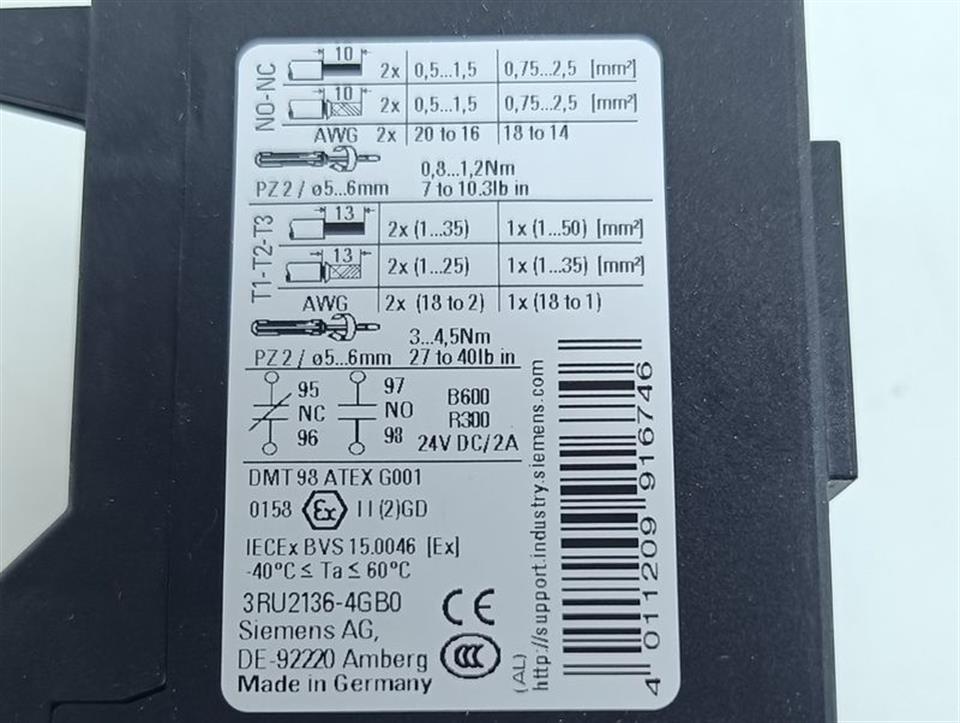 NO-NC
10 2x 0,5...1,5 0,75...2,5 [mm²]
10 2x 0,5...1,5 0,75...2,5 [mm²]
AWG 2x 20 to 16 18 to 14
0,8...1,2Nm
PZ2 / ø5...6mm 7 to 10.3lb in
T1-T2-T3
13 2x (1...35) 1x (1...50) [mm²]
13 2x (1...25) 1x (1...35) [mm²]
AWG 2x (18 to 2) 1x (18 to 1)
3...4,5Nm
PZ2 / ø5...6mm 27 to 40lb in
95 97 B600
NC NO R300
96 98 24V DC/2A
DMT 98 ATEX G001
0158 Ex II (2)GD
IECEx BVS 15.0046 [Ex]
-40°C ≤ Ta ≤ 60°C
3RU2136-4GB0 CE
Siemens AG,
DE-92220 Amberg CCC
Made in Germany
(AL)
http://support.industry.siemens.com
4 011209 916746